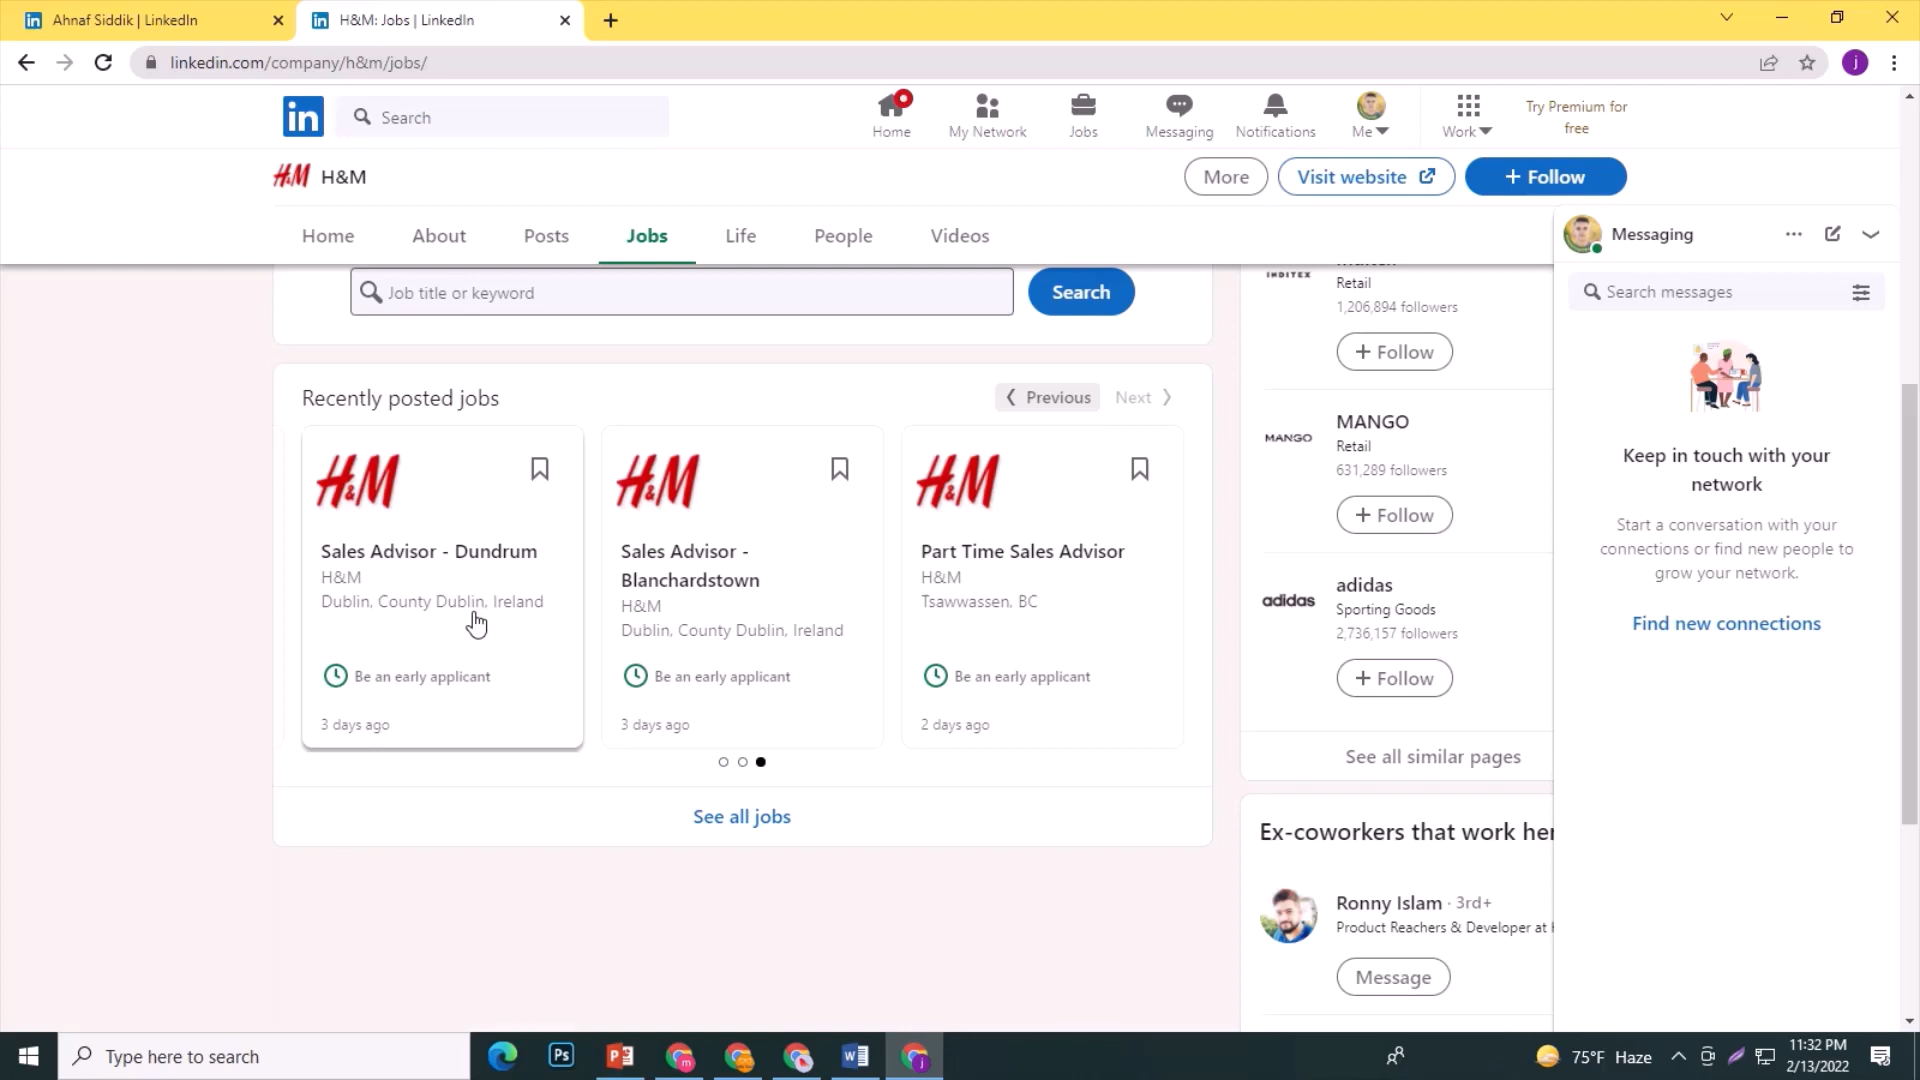 Ahnaf Siddik | LinkedIn
H&M: Jobs | LinkedIn
linkedin.com/company/h&m/jobs/
in
Search
Home
My Network
Jobs
Messaging
Notifications
Me
Work
Try Premium for
free
H&M
H&M
More
Visit website
+ Follow
Home
About
Posts
Jobs
Life
People
Videos
Job title or keyword
Search
Recently posted jobs
Previous
Next
H&M
Sales Advisor - Dundrum
H&M
Dublin, County Dublin, Ireland
Be an early applicant
3 days ago
H&M
Sales Advisor -
Blanchardstown
H&M
Dublin, County Dublin, Ireland
Be an early applicant
3 days ago
H&M
Part Time Sales Advisor
H&M
Tsawwassen, BC
Be an early applicant
2 days ago
See all jobs
INDITEX
Retail
1,206,894 followers
+ Follow
MANGO
MANGO
Retail
631,289 followers
+ Follow
adidas
adidas
Sporting Goods
2,736,157 followers
+ Follow
See all similar pages
Ex-coworkers that work her
Ronny Islam · 3rd+
Product Reachers & Developer at
Message
Messaging
Search messages
Keep in touch with your
network
Start a conversation with your
connections or find new people to
grow your network.
Find new connections
Type here to search
Ps
75°F Haze
11:32 PM
2/13/2022